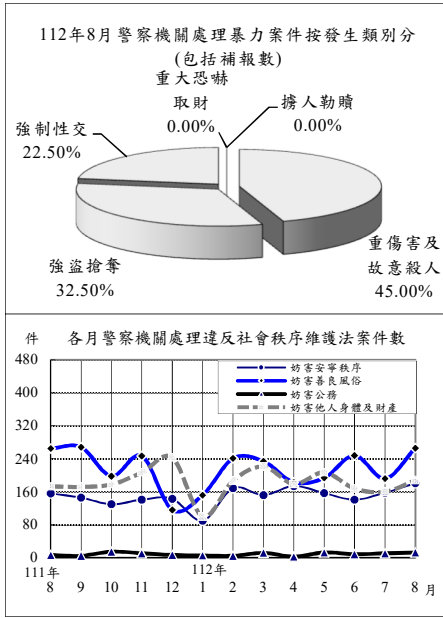 112年8月警察機關處理暴力案件按發生類別分
(包括補報數)
重大恐嚇
取財
0.00%
擄人勒贖
0.00%
強制性交
22.50%
強盜搶奪
32.50%
重傷害及
故意殺人
45.00%
件 各月警察機關處理違反社會秩序維護法案件數
480
400
320
240
160
80
0
妨害安寧秩序
妨害善良風俗
妨害公務
妨害他人身體及財產
111年 112年
8 9 10 11 12 1 2 3 4 5 6 7 8 月